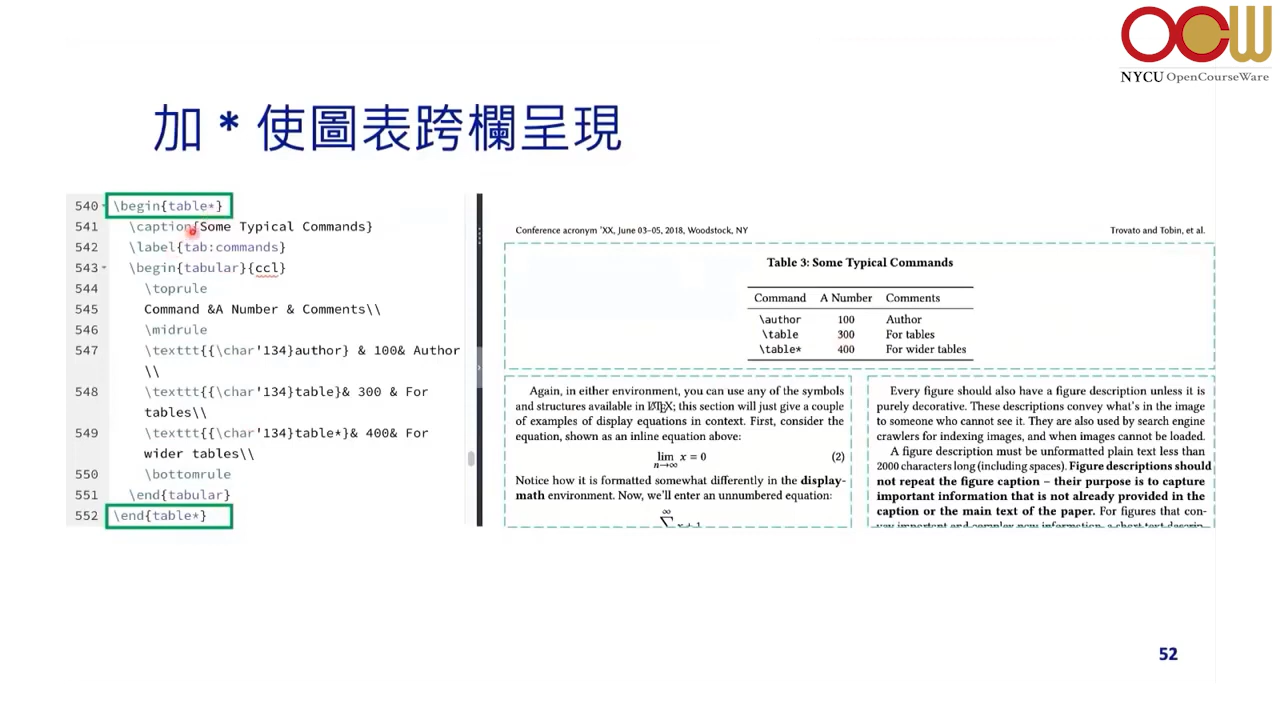 OCW
NYCU OpenCourseWare
加 * 使圖表跨欄呈現
540 \begin{table*}
541 \caption{Some Typical Commands}
542 \label{tab:commands}
543 \begin{tabular}{ccl}
544 \toprule
545 Command &A Number & Comments\\
546 \midrule
547 \texttt{{\char'134}author} & 100& Author
\\
548 \texttt{{\char'134}table}& 300 & For
tables\\
549 \texttt{{\char'134}table*}& 400& For
wider tables\\
550 \bottomrule
551 \end{tabular}
552 \end{table*}
Conference acronym 'XX, June 03–05, 2018, Woodstock, NY
Trovato and Tobin, et al.
Table 3: Some Typical Commands
Command A Number Comments
\author 100 Author
\table 300 For tables
\table* 400 For wider tables
Again, in either environment, you can use any of the symbols
and structures available in LATEX; this section will just give a couple
of examples of display equations in context. First, consider the
equation, shown as an inline equation above:
lim x = 0 (2)
n→∞
Notice how it is formatted somewhat differently in the display-
math environment. Now, we'll enter an unnumbered equation:
∞
∑ x + 1
Every figure should also have a figure description unless it is
purely decorative. These descriptions convey what's in the image
to someone who cannot see it. They are also used by search engine
crawlers for indexing images, and when images cannot be loaded.
A figure description must be unformatted plain text less than
2000 characters long (including spaces). Figure descriptions should
not repeat the figure caption – their purpose is to capture
important information that is not already provided in the
caption or the main text of the paper. For figures that con-
vey important and complex new information, a short text descrip-
52